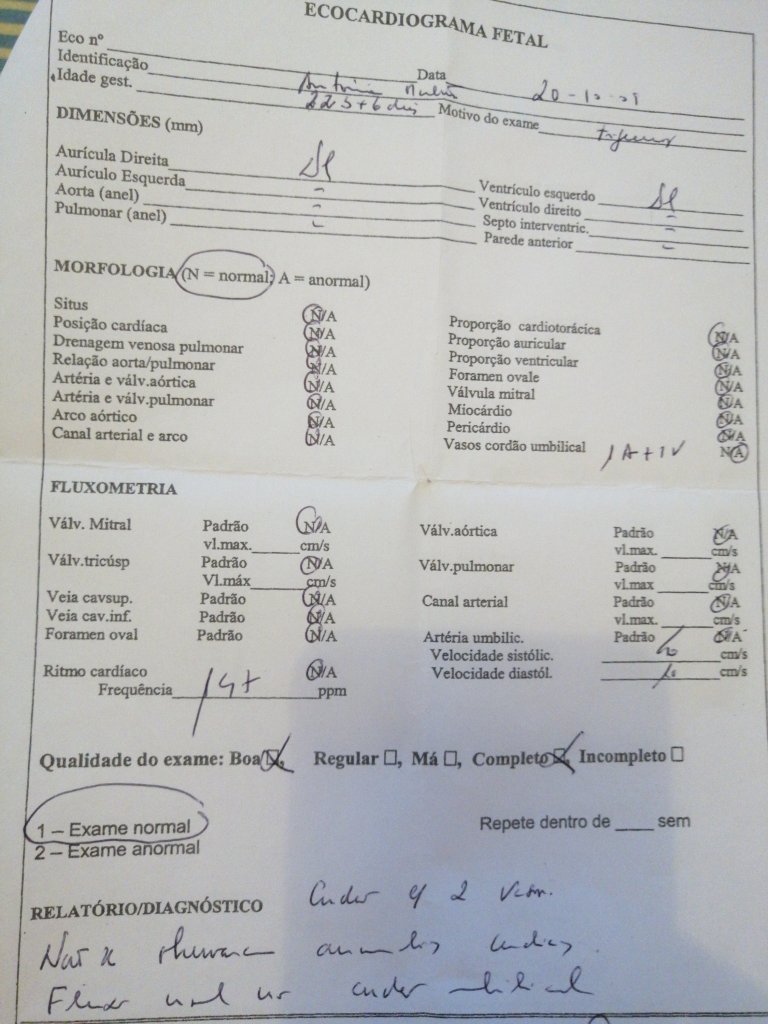 ECOCARDIOGRAMA FETAL
Eco nº
Identificação Data 20-10-
Idade gest. Motivo do exame
DIMENSÕES (mm)
Aurícula Direita
Aurículo Esquerda Ventrículo esquerdo
Aorta (anel) - Ventrículo direito -
Pulmonar (anel) - Septo interventric. -
Parede anterior -
MORFOLOGIA (N = normal; A = anormal)
Situs N/A Proporção cardiotorácica N/A
Posição cardíaca N/A Proporção auricular N/A
Drenagem venosa pulmonar N/A Proporção ventricular N/A
Relação aorta/pulmonar N/A Foramen ovale N/A
Artéria e válv.aórtica N/A Válvula mitral N/A
Artéria e válv.pulmonar N/A Miocárdio N/A
Arco aórtico N/A Pericárdio N/A
Canal arterial e arco N/A Vasos cordão umbilical 1A+1V N/A
FLUXOMETRIA
Válv. Mitral Padrão N/A Válv.aórtica Padrão N/A
vl.max. cm/s vl.max. cm/s
Válv.tricúsp Padrão N/A Válv.pulmonar Padrão N/A
Vl.máx cm/s vl.max cm/s
Veia cavsup. Padrão N/A Canal arterial Padrão N/A
Veia cav.inf. Padrão N/A vl.max. cm/s
Foramen oval Padrão N/A Artéria umbilic. Padrão N/A
Velocidade sistólic. cm/s
Ritmo cardíaco N/A Velocidade diastól. cm/s
Frequência ppm
Qualidade do exame: Boa, Regular, Má, Completo, Incompleto
1 – Exame normal Repete dentro de ____ sem
2 – Exame anormal
RELATÓRIO/DIAGNÓSTICO 2